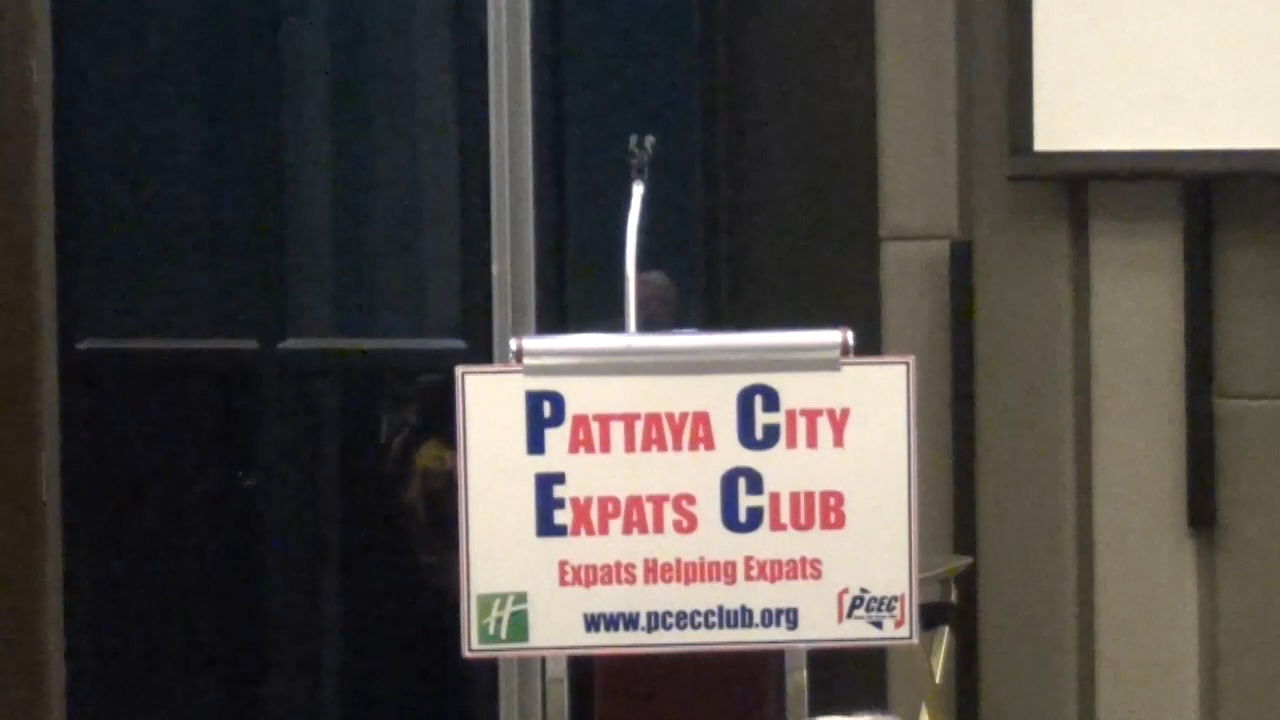 PATTAYA CITY
EXPATS CLUB
Expats Helping Expats
H
www.pcecclub.org
PCEC